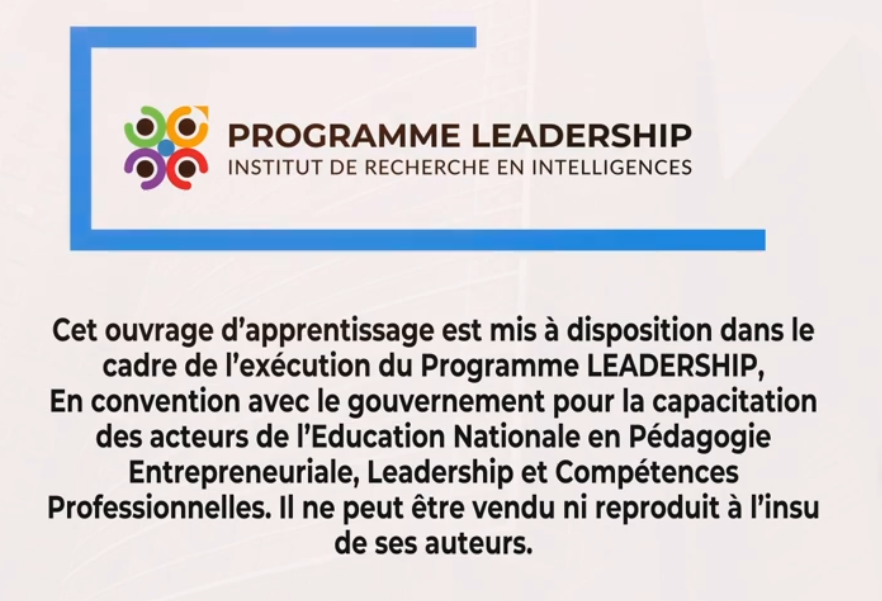 PROGRAMME LEADERSHIP
INSTITUT DE RECHERCHE EN INTELLIGENCES
Cet ouvrage d’apprentissage est mis à disposition dans le
cadre de l’exécution du Programme LEADERSHIP,
En convention avec le gouvernement pour la capacitation
des acteurs de l’Education Nationale en Pédagogie
Entrepreneuriale, Leadership et Compétences
Professionnelles. Il ne peut être vendu ni reproduit à l’insu
de ses auteurs.